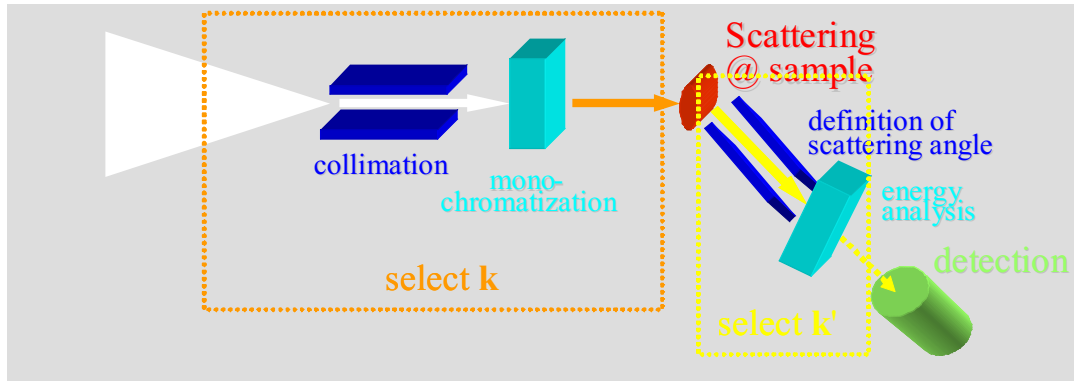 Scattering
@ sample
collimation
mono-
chromatization
definition of
scattering angle
energy
analysis
detection
select k
select k'